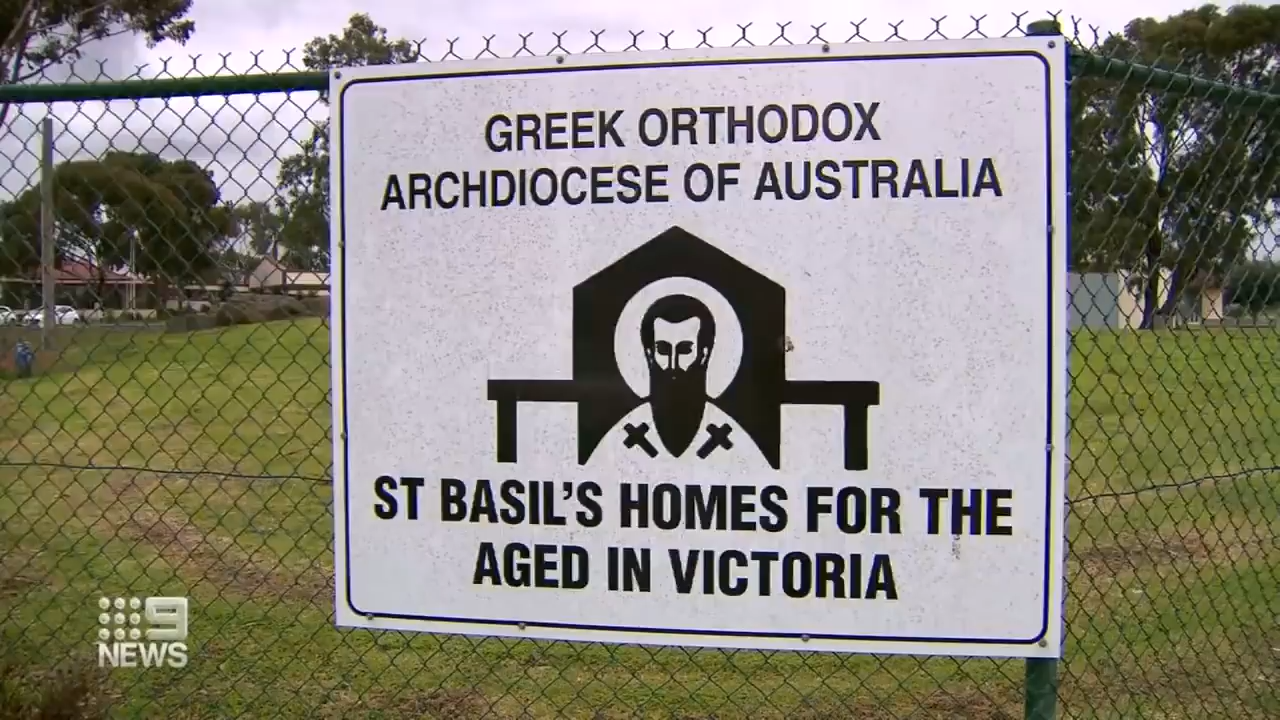 GREEK ORTHODOX
ARCHDIOCESE OF AUSTRALIA
ST BASIL'S HOMES FOR THE
AGED IN VICTORIA
9
NEWS